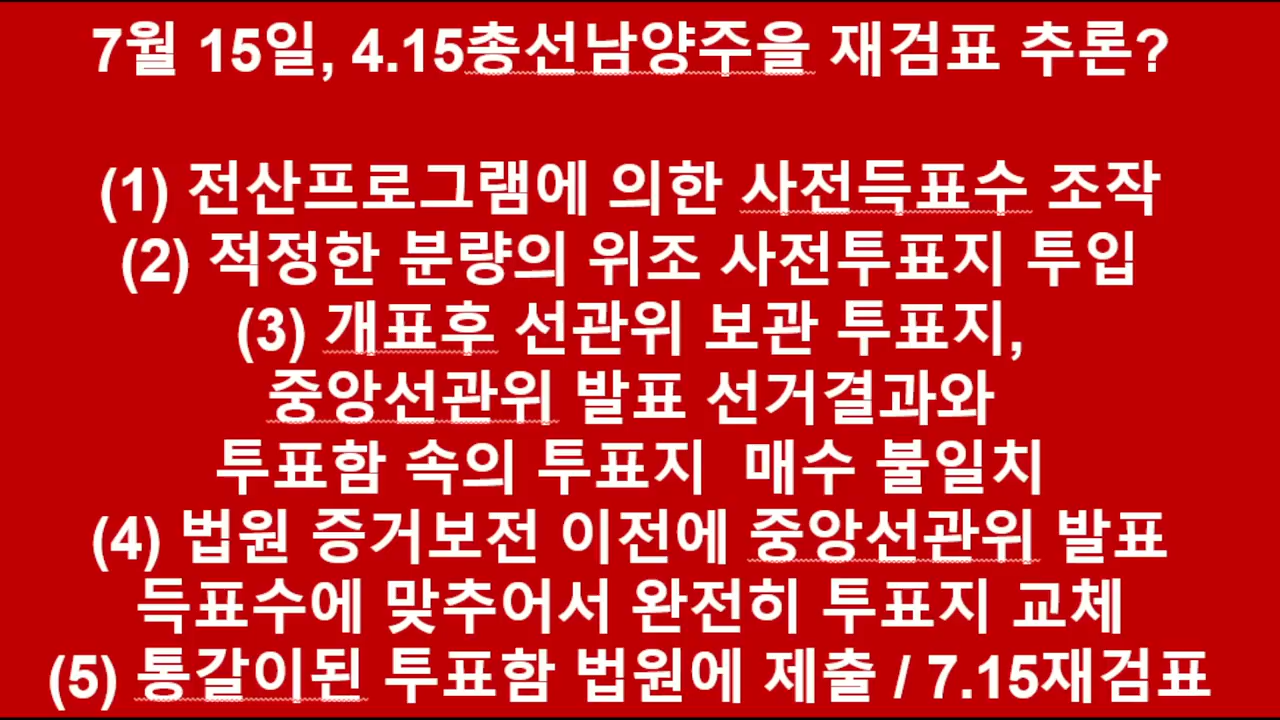 7월 15일, 4.15총선남양주을 재검표 추론?
(1) 전산프로그램에 의한 사전득표수 조작
(2) 적정한 분량의 위조 사전투표지 투입
(3) 개표후 선관위 보관 투표지,
중앙선관위 발표 선거결과와
투표함 속의 투표지 매수 불일치
(4) 법원 증거보전 이전에 중앙선관위 발표
득표수에 맞추어서 완전히 투표지 교체
(5) 통갈이된 투표함 법원에 제출 / 7.15재검표